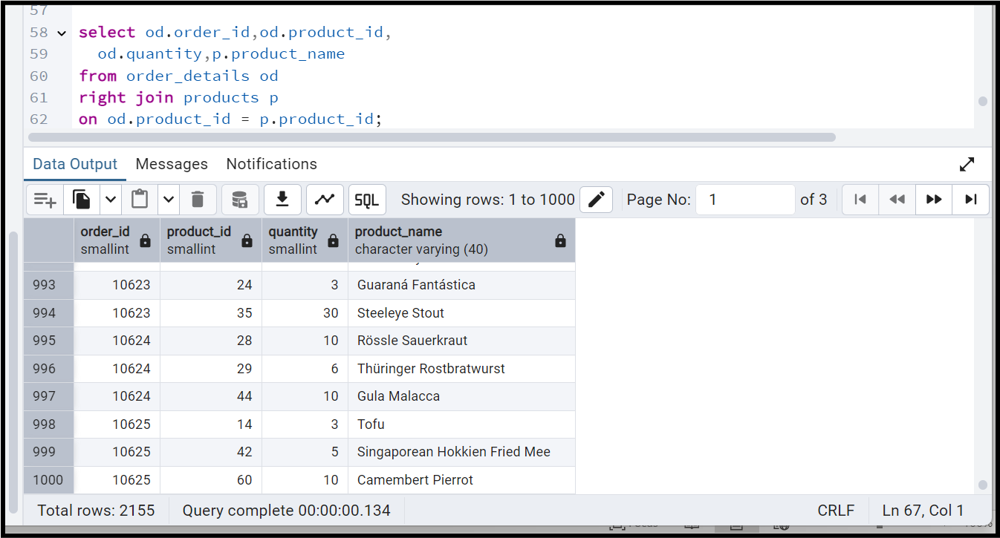 57
58 select od.order_id,od.product_id,
59 od.quantity,p.product_name
60 from order_details od
61 right join products p
62 on od.product_id = p.product_id;
Data Output Messages Notifications
SQL Showing rows: 1 to 1000 Page No: 1 of 3
order_id product_id quantity product_name
smallint smallint smallint character varying (40)
993 10623 24 3 Guaraná Fantástica
994 10623 35 30 Steeleye Stout
995 10624 28 10 Rössle Sauerkraut
996 10624 29 6 Thüringer Rostbratwurst
997 10624 44 10 Gula Malacca
998 10625 14 3 Tofu
999 10625 42 5 Singaporean Hokkien Fried Mee
1000 10625 60 10 Camembert Pierrot
Total rows: 2155 Query complete 00:00:00.134 CRLF Ln 67, Col 1